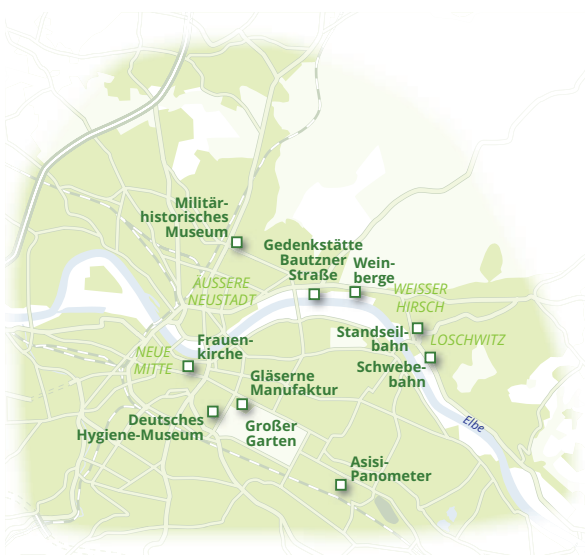 Militär-
historisches
Museum
Gedenkstätte
Bautzner
Straße
Wein-
berge
ÄUSSERE
NEUSTADT
WEISSER
HIRSCH
Standseil-
bahn
LOSCHWITZ
Frauen-
kirche
NEUE
MITTE
Schwebe-
bahn
Gläserne
Manufaktur
Deutsches
Hygiene-Museum
Großer
Garten
Elbe
Asisi-
Panometer